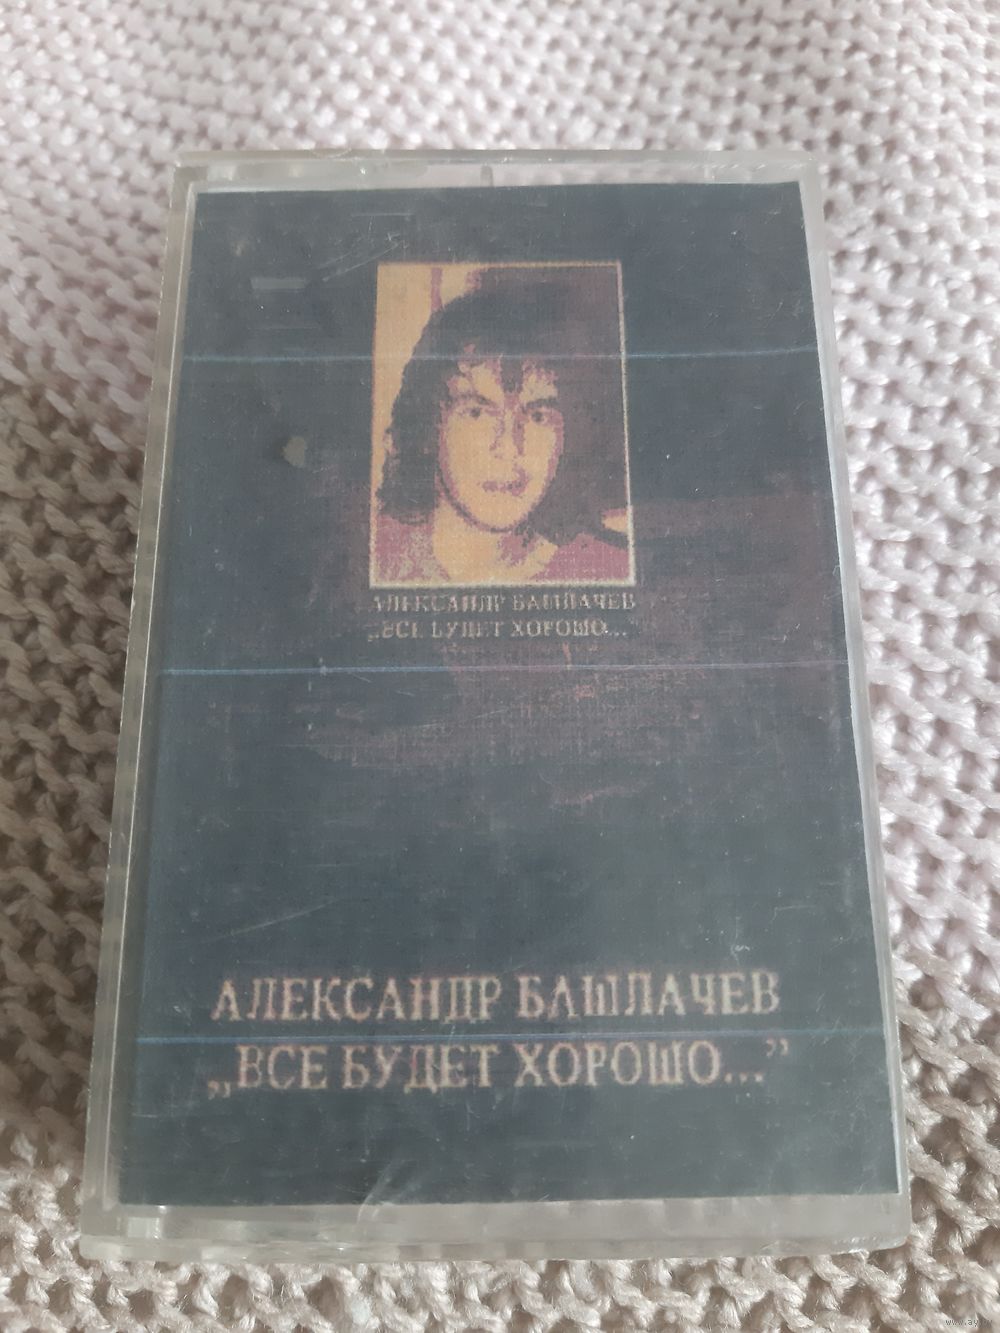 АЛЕКСАНДР БАШЛАЧЕВ
„ВСЕ БУДЕТ ХОРОШО..."
АЛЕКСАНДР БАШЛАЧЕВ
„ВСЕ БУДЕТ ХОРОШО...”